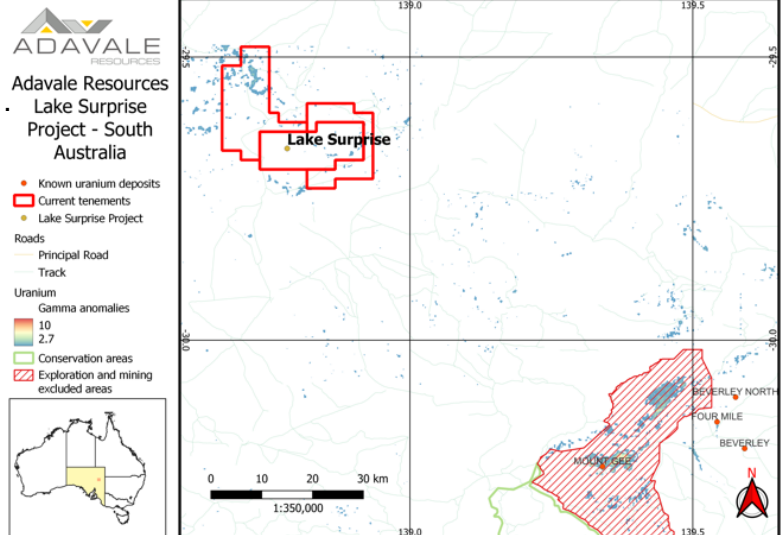 ADAVALE
RESOURCES
Adavale Resources
Lake Surprise
Project - South
Australia
Known uranium deposits
Current tenements
Lake Surprise Project
Roads
Principal Road
Track
Uranium
Gamma anomalies
10
2.7
Conservation areas
Exploration and mining
excluded areas
139.0
139.5
-29.5
-29.5
Lake Surprise
-30.0
-30.0
BEVERLEY NORTH
FOUR MILE
BEVERLEY
MOUNT GEE
0 10 20 30 km
1:350,000
N
139.0
139.5